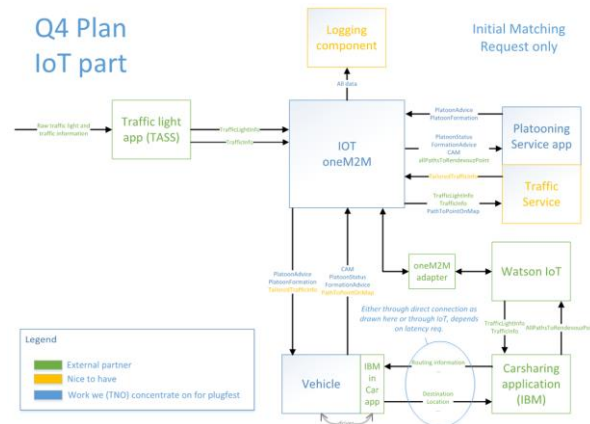 Q4 Plan
IoT part
Initial Matching
Request only
Logging
component
All data
Raw traffic light and
traffic information
Traffic light
app (TASS)
TrafficLightInfo
TrafficInfo
IOT
oneM2M
PlatoonAdvice
PlatoonFormation
PlatoonStatus
FormationAdvice
CAM
allPathsToRendezvousPoint
Platooning
Service app
TailoredTrafficInfo
TrafficLightInfo
TrafficInfo
PathToPointOnMap
Traffic
Service
PlatoonAdvice
PlatoonFormation
TailoredTrafficInfo
CAM
PlatoonStatus
FormationAdvice
PathToPointOnMap
oneM2M
adapter
Watson IoT
Either through direct connection as
drawn here or through IoT, depends
on latency req.
TrafficLightInfo
TrafficInfo
Legend
External partner
Nice to have
Work we (TNO) concentrate on for plugfest
Vehicle
IBM
in
Car
app
Routing information
...
Destination
Location
...
Carsharing
application
(IBM)